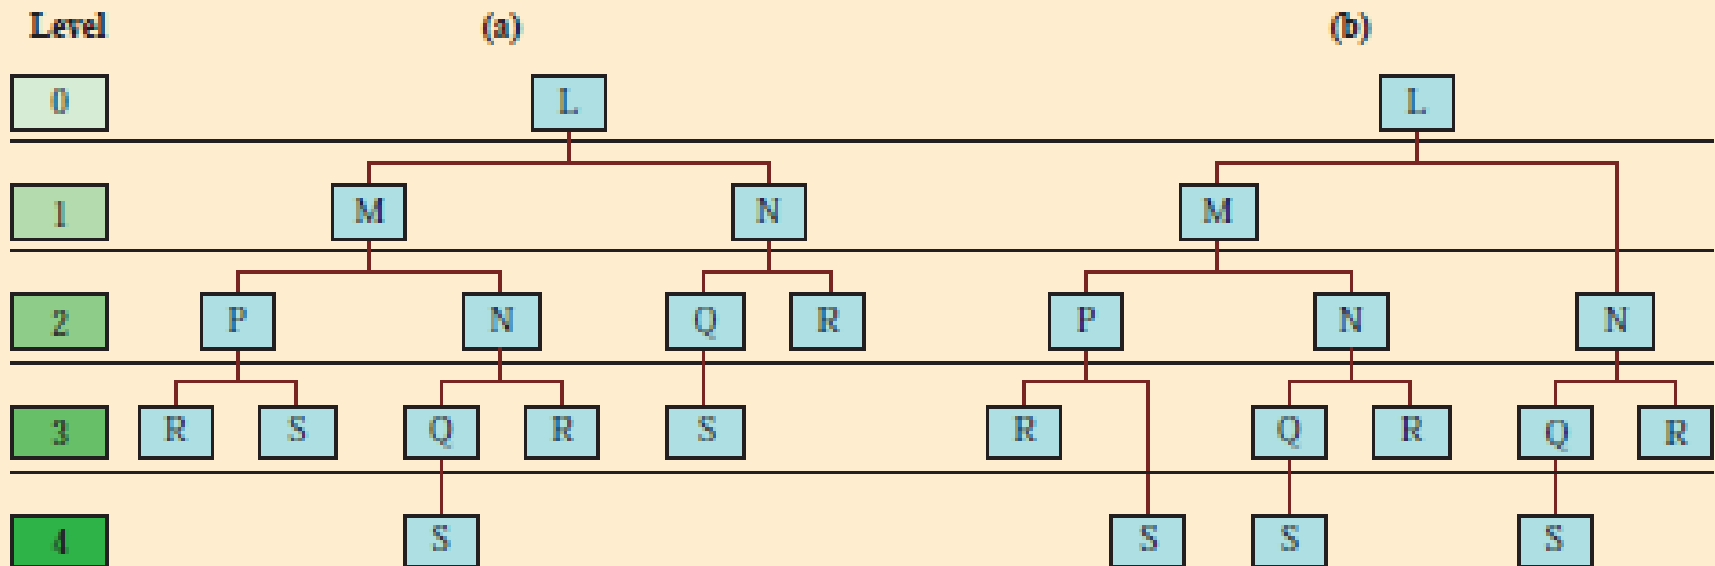 Level (a) (b)
0 L L
1 M N M
2 P N Q R P N N
3 R S Q R S R Q R Q R
4 S S S S